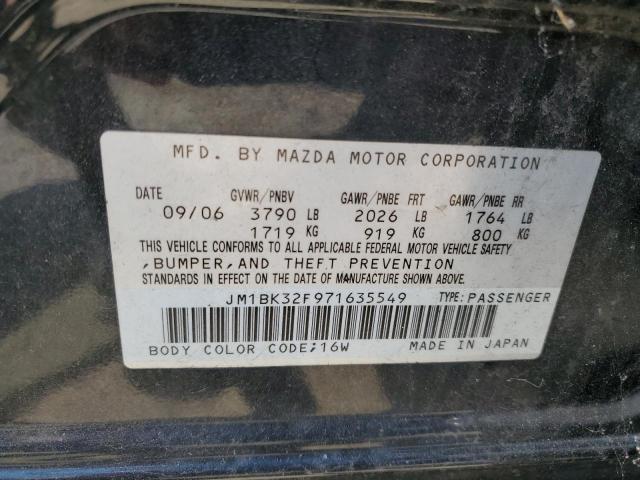 MFD. BY MAZDA MOTOR CORPORATION
DATE GVWR/PNBV GAWR/PNBE FRT GAWR/PNBE RR
09/06 3790 LB 2026 LB 1764 LB
1719 KG 919 KG 800 KG
THIS VEHICLE CONFORMS TO ALL APPLICABLE FEDERAL MOTOR VEHICLE SAFETY
,BUMPER,AND THEFT PREVENTION
STANDARDS IN EFFECT ON THE DATE OF MANUFACTURE SHOWN ABOVE.
JM1BK32F971635549 TYPE:PASSENGER
BODY COLOR CODE;16W MADE IN JAPAN